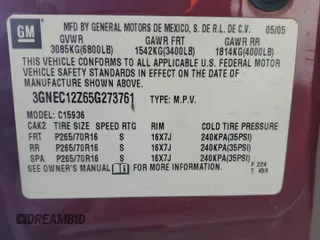 GM
MFD BY GENERAL MOTORS DE MEXICO, S. DE R.L. DE C.V. 05/05
GVWR GAWR FRT GAWR RR
3085KG(6800LB) 1542KG(3400LB) 1814KG(4000LB)
THIS VEHICLE CONFORMS TO ALL APPLICABLE U.S. FEDERAL MOTOR
VEHICLE SAFETY STANDARDS IN EFFECT ON THE DATE OF
MANUFACTURE SHOWN ABOVE.
3GNEC12Z65G273761 TYPE: M.P.V.
MODEL: C15936
CAK2 TIRE SIZE SPEED RTG RIM COLD TIRE PRESSURE
FRT P265/70R16 S 16X7J 240KPA(35PSI)
RR P265/70R16 S 16X7J 240KPA(35PSI)
SPA P265/70R16 S 16X7J 240KPA(35PSI)
SEE OWNER'S MANUAL FOR MORE INFORMATION.
F 224
T 459
DREAMBID